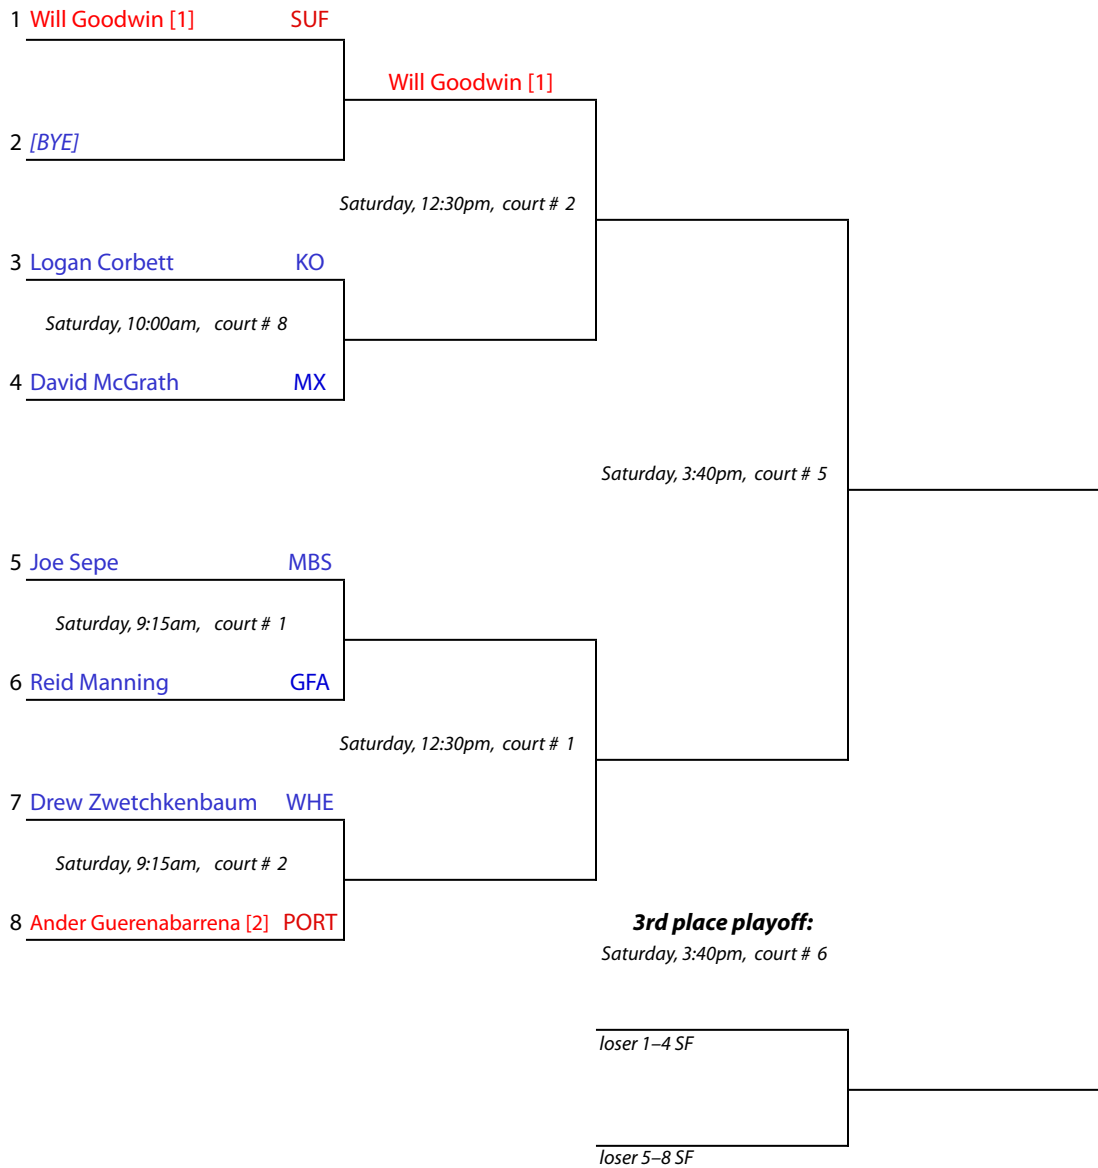 1 Will Goodwin [1] SUF
Will Goodwin [1]
2 [BYE]
Saturday, 12:30pm, court # 2
3 Logan Corbett KO
Saturday, 10:00am, court # 8
4 David McGrath MX
Saturday, 3:40pm, court # 5
5 Joe Sepe MBS
Saturday, 9:15am, court # 1
6 Reid Manning GFA
Saturday, 12:30pm, court # 1
7 Drew Zwetchkenbaum WHE
Saturday, 9:15am, court # 2
8 Ander Guerenabarrena [2] PORT
3rd place playoff:
Saturday, 3:40pm, court # 6
loser 1–4 SF
loser 5–8 SF